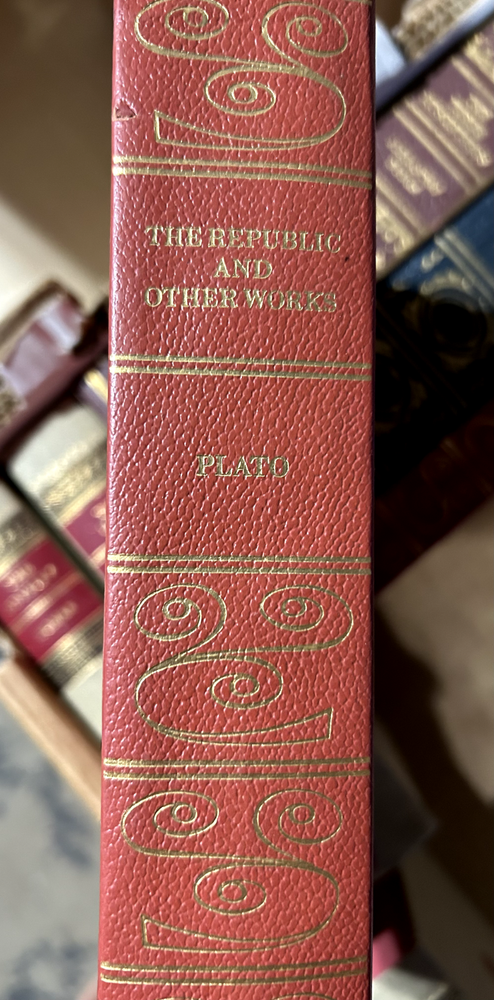 THE REPUBLIC
AND
OTHER WORKS
PLATO